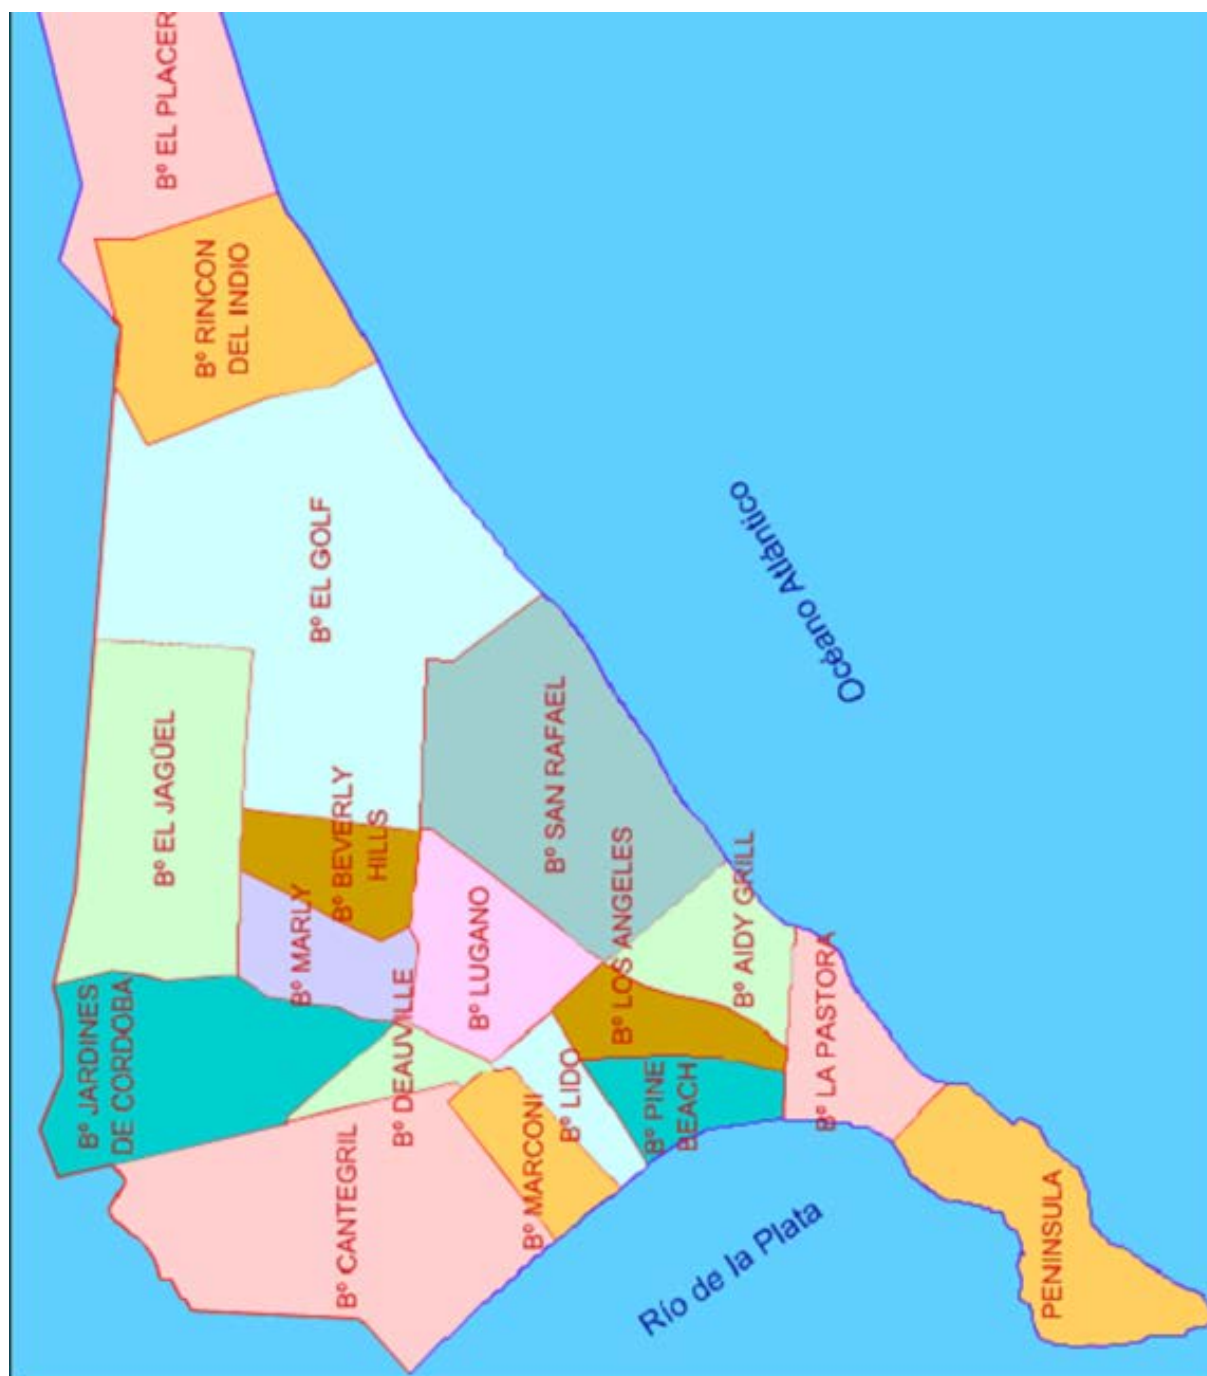 Bº EL PLACER
Bº RINCON
DEL INDIO
Bº EL GOLF
Océano Atlántico
Bº EL JAGÜEL
Bº BEVERLY
HILLS
Bº SAN RAFAEL
Bº MARLY
Bº LUGANO
Bº LOS ANGELES
Bº AIDY GRILL
Bº JARDINES
DE CORDOBA
Bº DEAUVILLE
Bº LIDO
Bº PINE
BEACH
Bº LA PASTORA
Bº CANTEGRIL
Bº MARCONI
Río de la Plata
PENINSULA